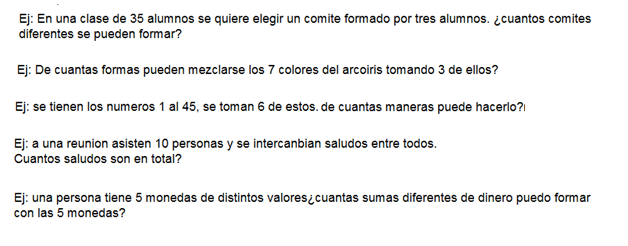 Ej: En una clase de 35 alumnos se quiere elegir un comite formado por tres alumnos. ¿cuantos comites
diferentes se pueden formar?
Ej: De cuantas formas pueden mezclarse los 7 colores del arcoiris tomando 3 de ellos?
Ej: se tienen los numeros 1 al 45, se toman 6 de estos. de cuantas maneras puede hacerlo?
Ej: a una reunion asisten 10 personas y se intercanbian saludos entre todos.
Cuantos saludos son en total?
Ej: una persona tiene 5 monedas de distintos valores¿cuantas sumas diferentes de dinero puedo formar
con las 5 monedas?